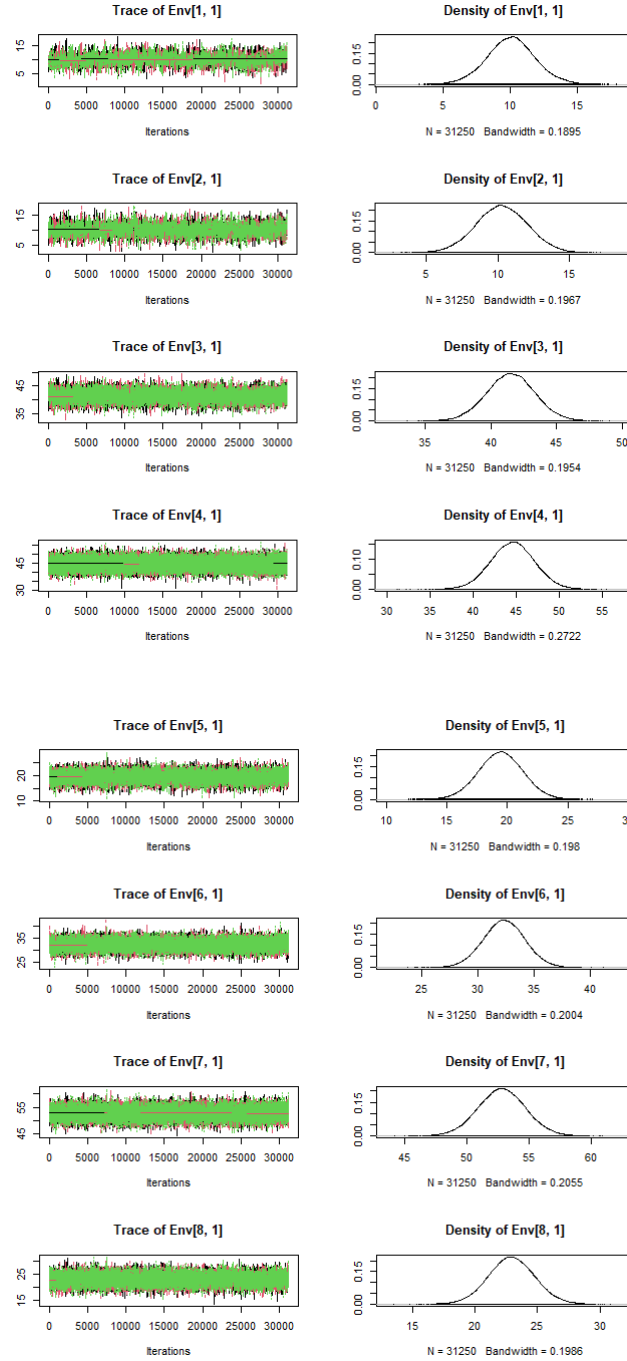 Trace of Env[1, 1] Density of Env[1, 1]
5 15
0.00 0.15
0 5000 10000 15000 20000 25000 30000
0 5 10 15
Iterations
N = 31250 Bandwidth = 0.1895
Trace of Env[2, 1] Density of Env[2, 1]
5 15
0.00 0.15
0 5000 10000 15000 20000 25000 30000
5 10 15
Iterations
N = 31250 Bandwidth = 0.1967
Trace of Env[3, 1] Density of Env[3, 1]
35 45
0.00 0.15
0 5000 10000 15000 20000 25000 30000
35 40 45 50
Iterations
N = 31250 Bandwidth = 0.1954
Trace of Env[4, 1] Density of Env[4, 1]
30 45
0.00 0.10
0 5000 10000 15000 20000 25000 30000
30 35 40 45 50 55
Iterations
N = 31250 Bandwidth = 0.2722
Trace of Env[5, 1] Density of Env[5, 1]
10 20
0.00 0.15
0 5000 10000 15000 20000 25000 30000
10 15 20 25
Iterations
N = 31250 Bandwidth = 0.198
Trace of Env[6, 1] Density of Env[6, 1]
25 35
0.00 0.15
0 5000 10000 15000 20000 25000 30000
25 30 35 40
Iterations
N = 31250 Bandwidth = 0.2004
Trace of Env[7, 1] Density of Env[7, 1]
45 55
0.00 0.15
0 5000 10000 15000 20000 25000 30000
45 50 55 60
Iterations
N = 31250 Bandwidth = 0.2055
Trace of Env[8, 1] Density of Env[8, 1]
15 25
0.00 0.15
0 5000 10000 15000 20000 25000 30000
15 20 25 30
Iterations
N = 31250 Bandwidth = 0.1986